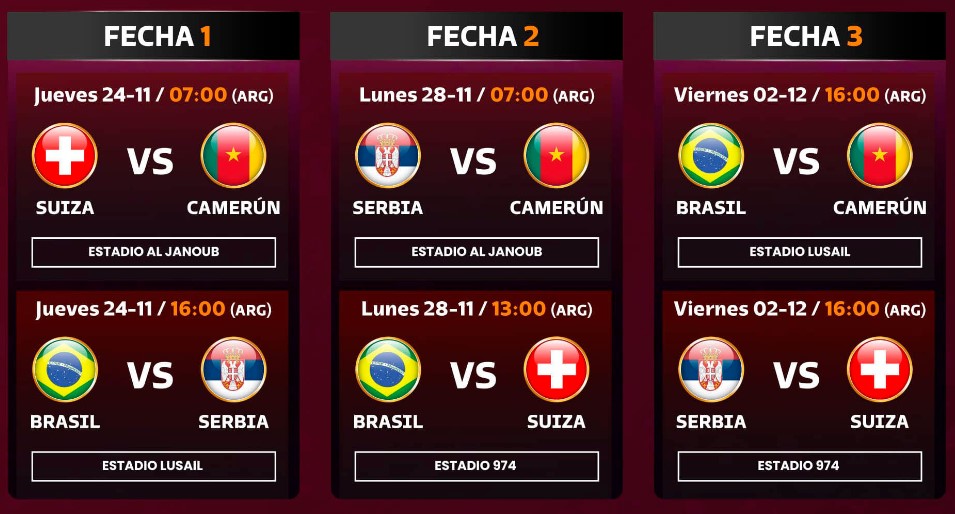 FECHA 1
Jueves 24-11 / 07:00 (ARG)
VS
SUIZA CAMERÚN
ESTADIO AL JANOUB
Jueves 24-11 / 16:00 (ARG)
VS
BRASIL SERBIA
ESTADIO LUSAIL
FECHA 2
Lunes 28-11 / 07:00 (ARG)
VS
SERBIA CAMERÚN
ESTADIO AL JANOUB
Lunes 28-11 / 13:00 (ARG)
VS
BRASIL SUIZA
ESTADIO 974
FECHA 3
Viernes 02-12 / 16:00 (ARG)
VS
BRASIL CAMERÚN
ESTADIO LUSAIL
Viernes 02-12 / 16:00 (ARG)
VS
SERBIA SUIZA
ESTADIO 974